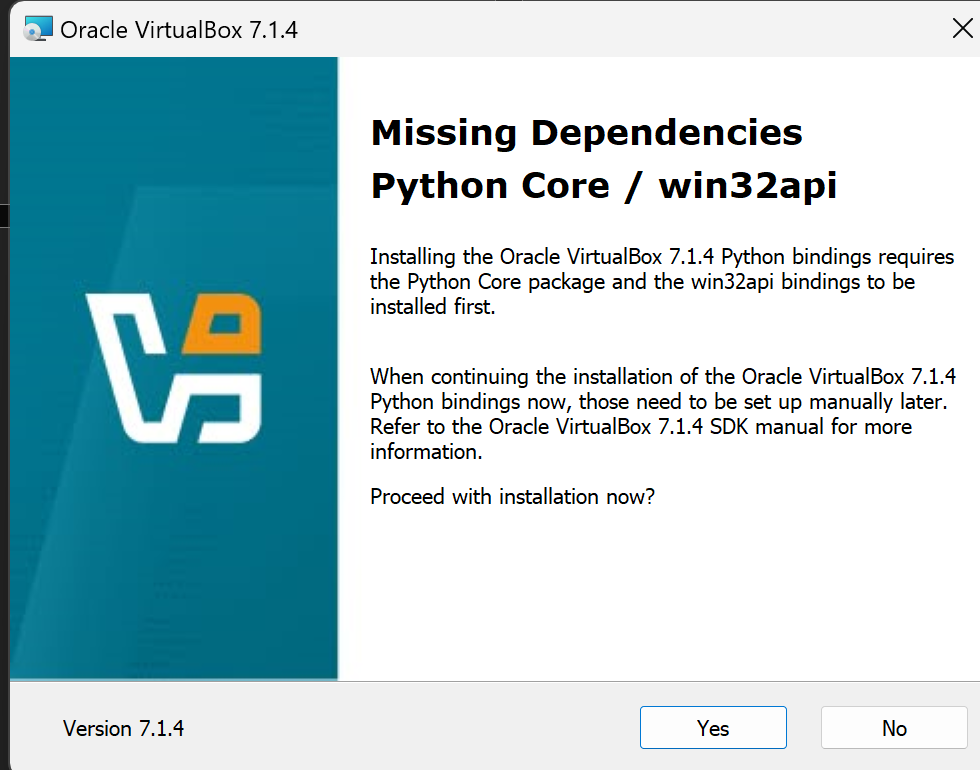 Oracle VirtualBox 7.1.4
Missing Dependencies
Python Core / win32api
Installing the Oracle VirtualBox 7.1.4 Python bindings requires
the Python Core package and the win32api bindings to be
installed first.
When continuing the installation of the Oracle VirtualBox 7.1.4
Python bindings now, those need to be set up manually later.
Refer to the Oracle VirtualBox 7.1.4 SDK manual for more
information.
Proceed with installation now?
Version 7.1.4
Yes
No